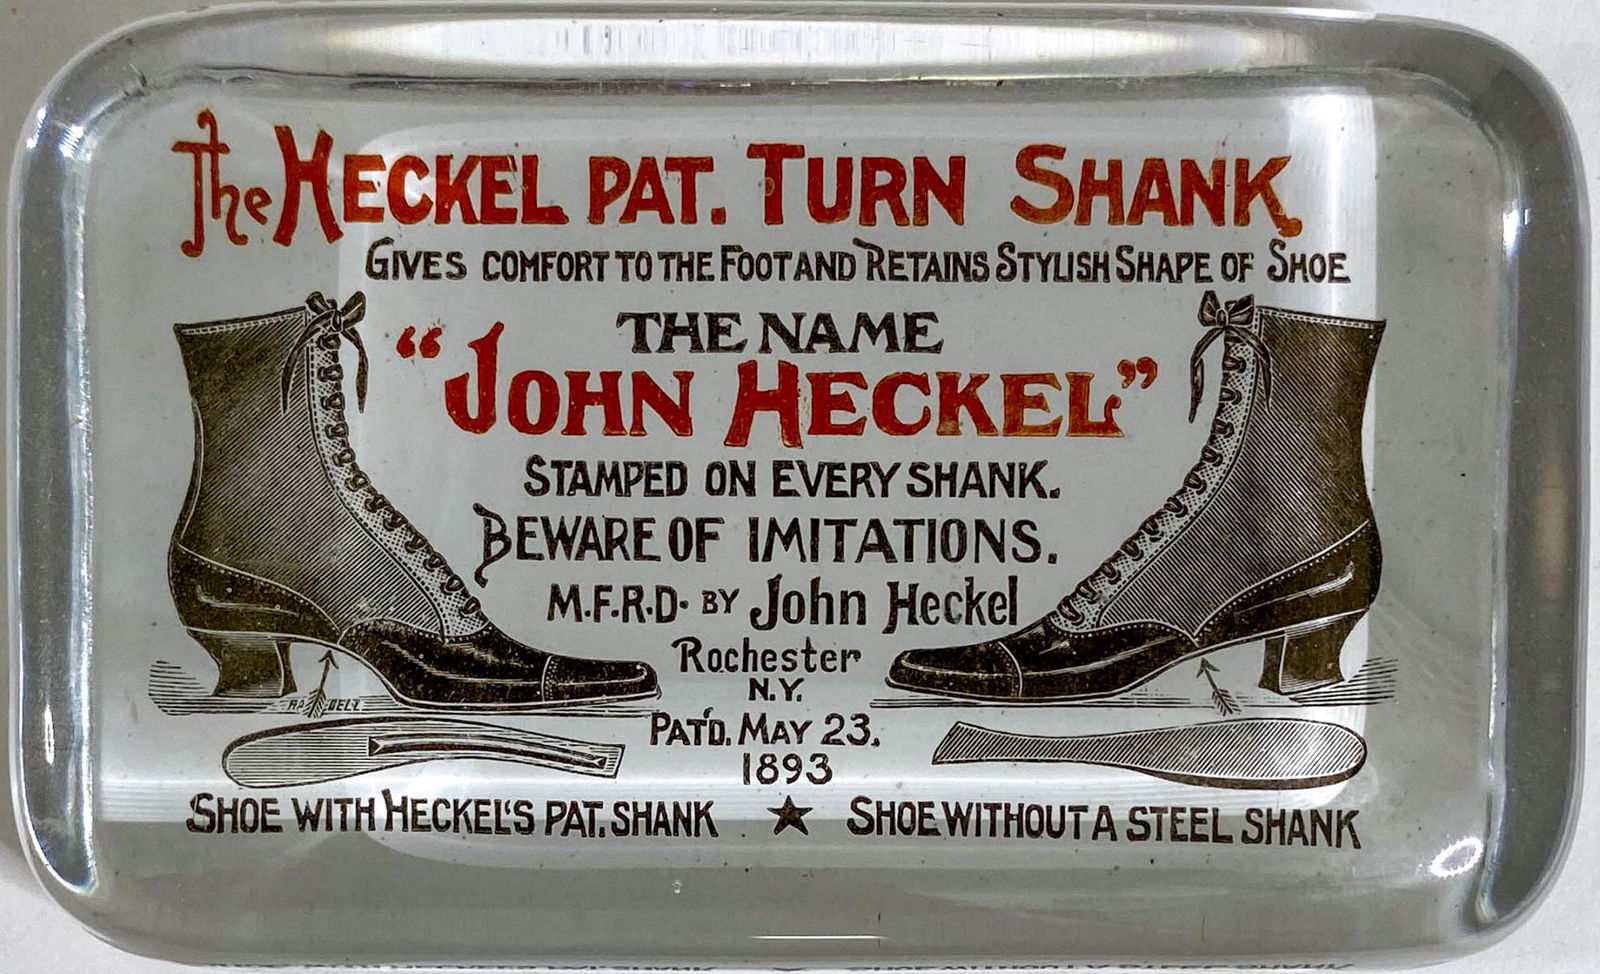 The HECKEL PAT. TURN SHANK
GIVES COMFORT TO THE FOOT AND RETAINS STYLISH SHAPE OF SHOE
THE NAME
"JOHN HECKEL"
STAMPED ON EVERY SHANK.
BEWARE OF IMITATIONS.
M.F.R.D. BY John Heckel
Rochester
N.Y.
PAT'D. MAY 23.
1893
SHOE WITH HECKEL'S PAT. SHANK ★ SHOE WITHOUT A STEEL SHANK